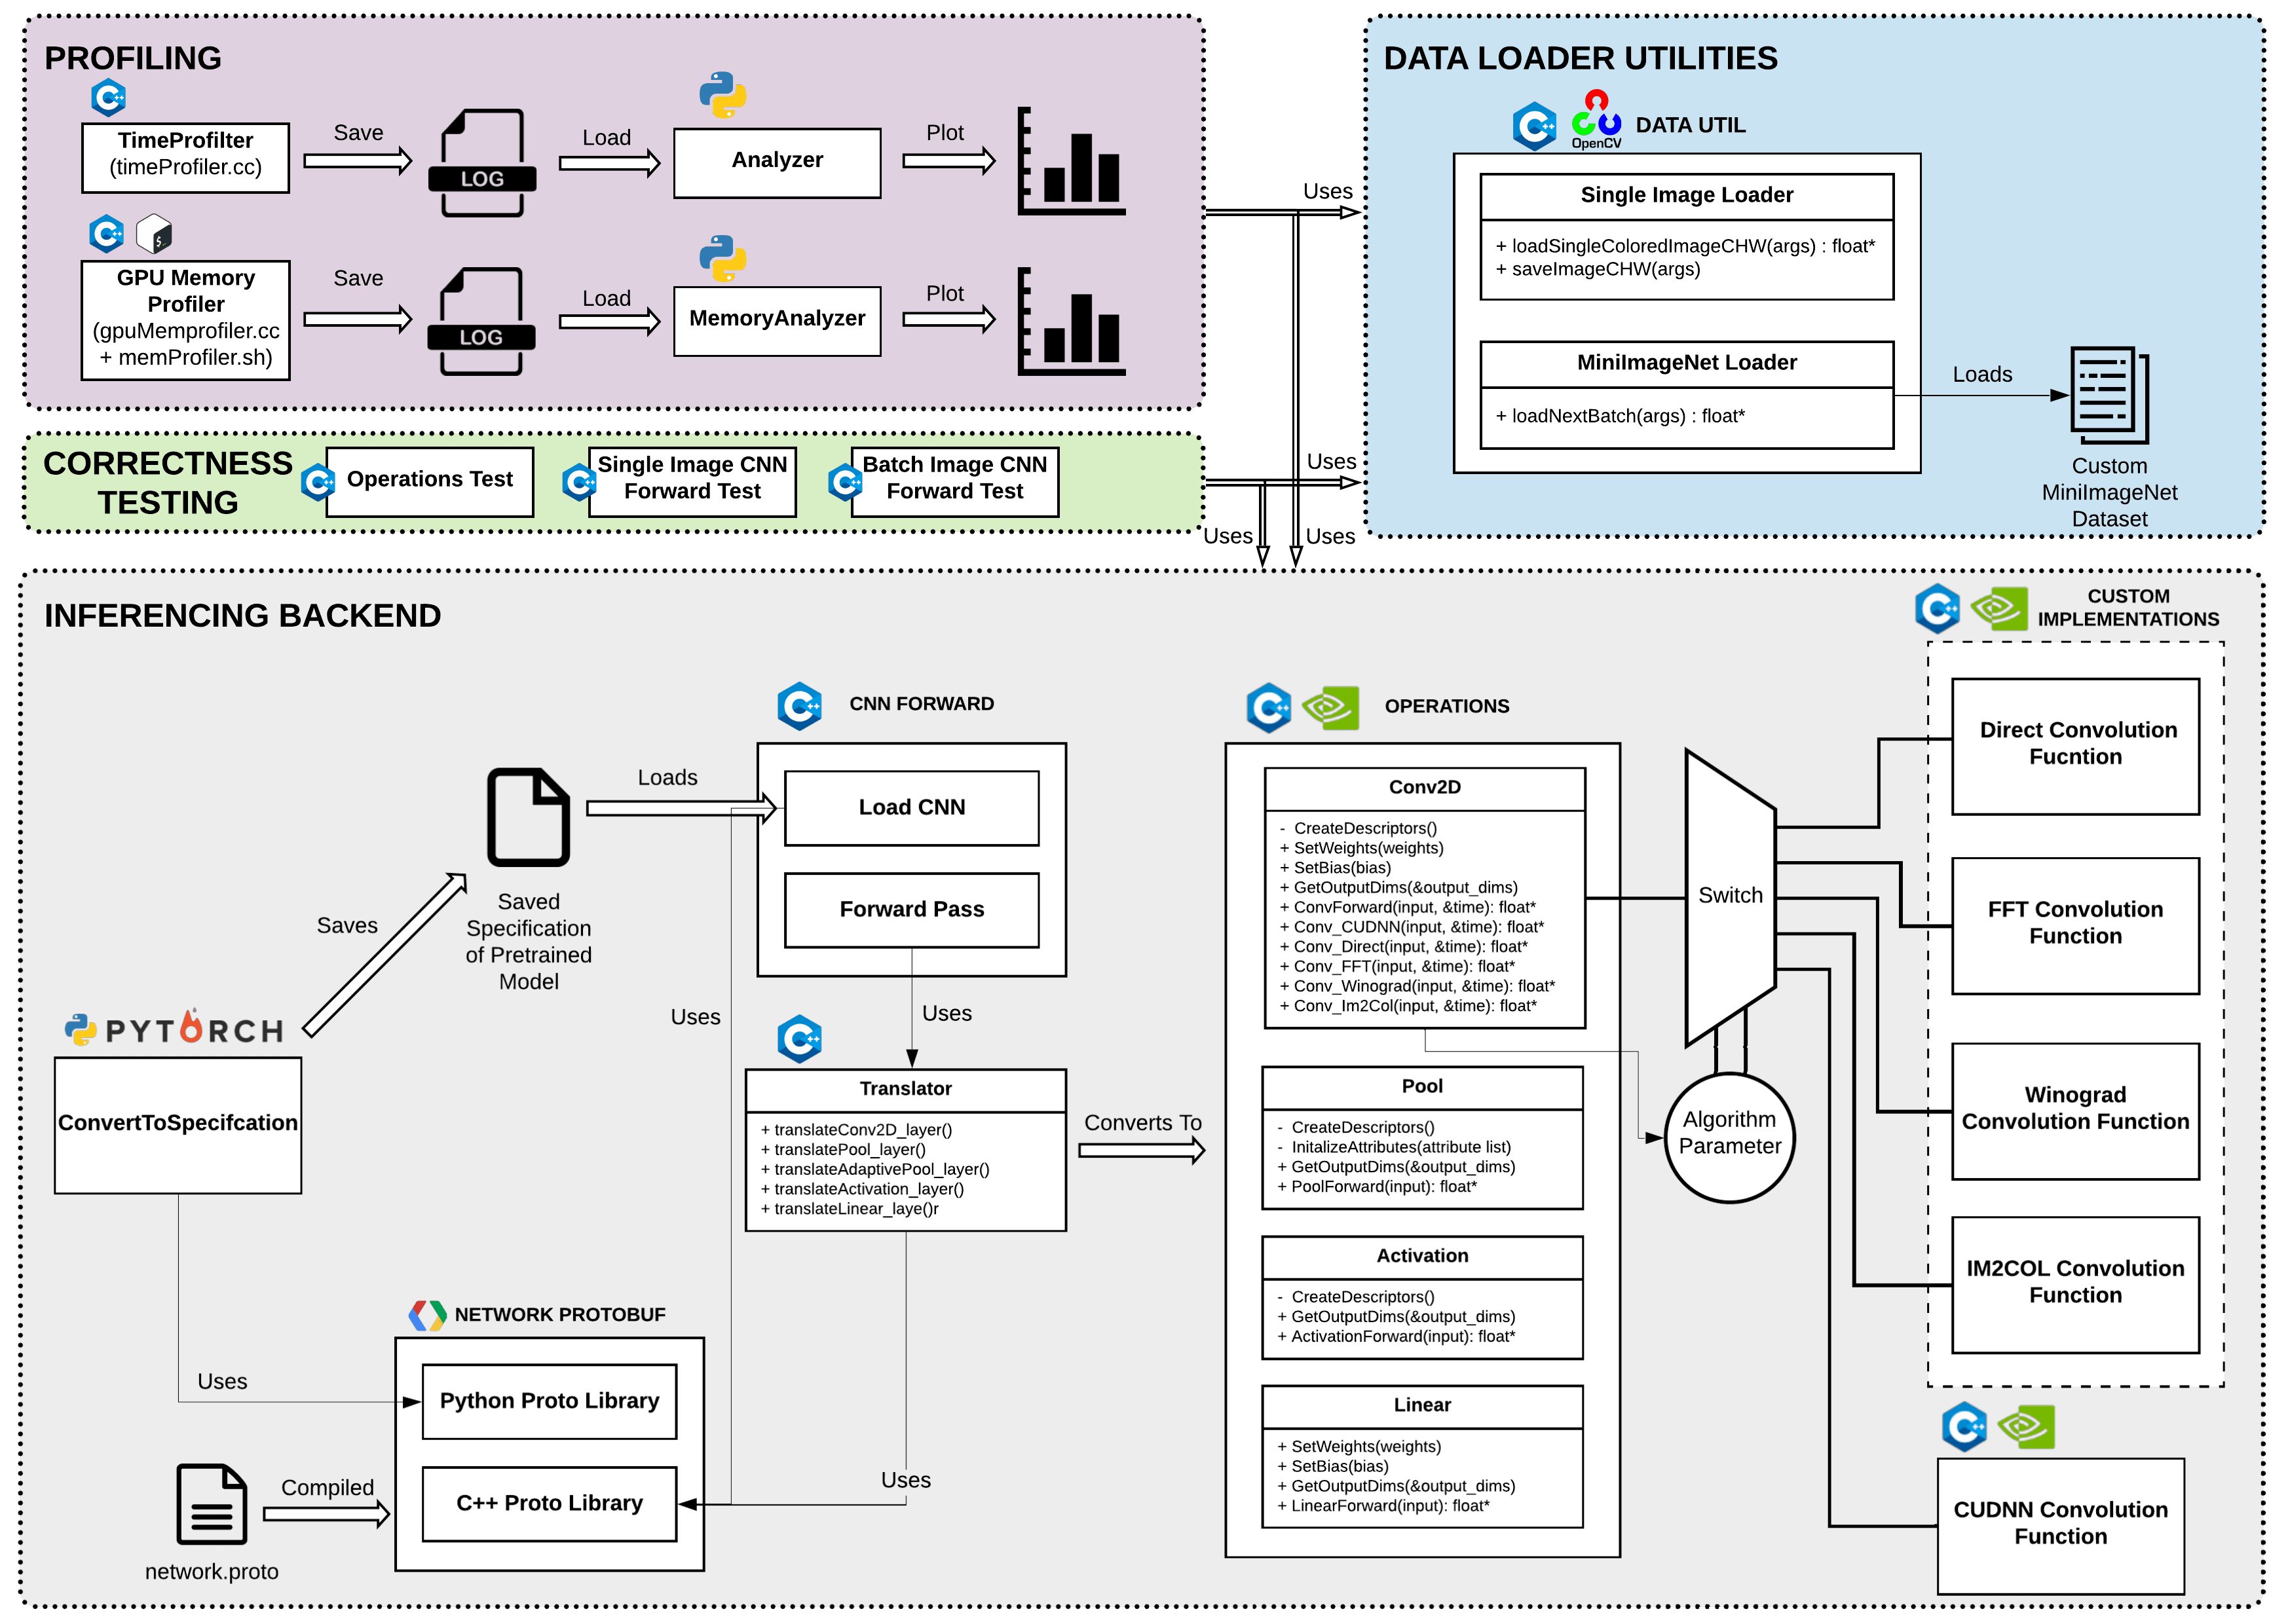 PROFILING
TimeProfilter
(timeProfiler.cc)
Save
LOG
Load
Analyzer
Plot
GPU Memory
Profiler
(gpuMemprofiler.cc
+ memProfiler.sh)
Save
LOG
Load
MemoryAnalyzer
Plot
Uses
DATA LOADER UTILITIES
OpenCV
DATA UTIL
Single Image Loader
+ loadSingleColoredImageCHW(args) : float*
+ saveImageCHW(args)
MiniImageNet Loader
+ loadNextBatch(args) : float*
Loads
Custom
MiniImageNet
Dataset
CORRECTNESS
TESTING
Operations Test
Single Image CNN
Forward Test
Batch Image CNN
Forward Test
Uses
Uses
Uses
INFERENCING BACKEND
PYTORCH
ConvertToSpecifcation
Saves
Saved
Specification
of Pretrained
Model
Loads
CNN FORWARD
Load CNN
Forward Pass
Uses
Uses
Translator
+ translateConv2D_layer()
+ translatePool_layer()
+ translateAdaptivePool_layer()
+ translateActivation_layer()
+ translateLinear_laye()r
Converts To
Uses
NETWORK PROTOBUF
Python Proto Library
C++ Proto Library
Uses
Compiled
network.proto
OPERATIONS
Conv2D
- CreateDescriptors()
+ SetWeights(weights)
+ SetBias(bias)
+ GetOutputDims(&output_dims)
+ ConvForward(input, &time): float*
+ Conv_CUDNN(input, &time): float*
+ Conv_Direct(input, &time): float*
+ Conv_FFT(input, &time): float*
+ Conv_Winograd(input, &time): float*
+ Conv_Im2Col(input, &time): float*
Pool
- CreateDescriptors()
- InitalizeAttributes(attribute list)
+ GetOutputDims(&output_dims)
+ PoolForward(input): float*
Activation
- CreateDescriptors()
+ GetOutputDims(&output_dims)
+ ActivationForward(input): float*
Linear
+ SetWeights(weights)
+ SetBias(bias)
+ GetOutputDims(&output_dims)
+ LinearForward(input): float*
Switch
Algorithm
Parameter
CUSTOM
IMPLEMENTATIONS
Direct Convolution
Fucntion
FFT Convolution
Function
Winograd
Convolution Function
IM2COL Convolution
Function
CUDNN Convolution
Function